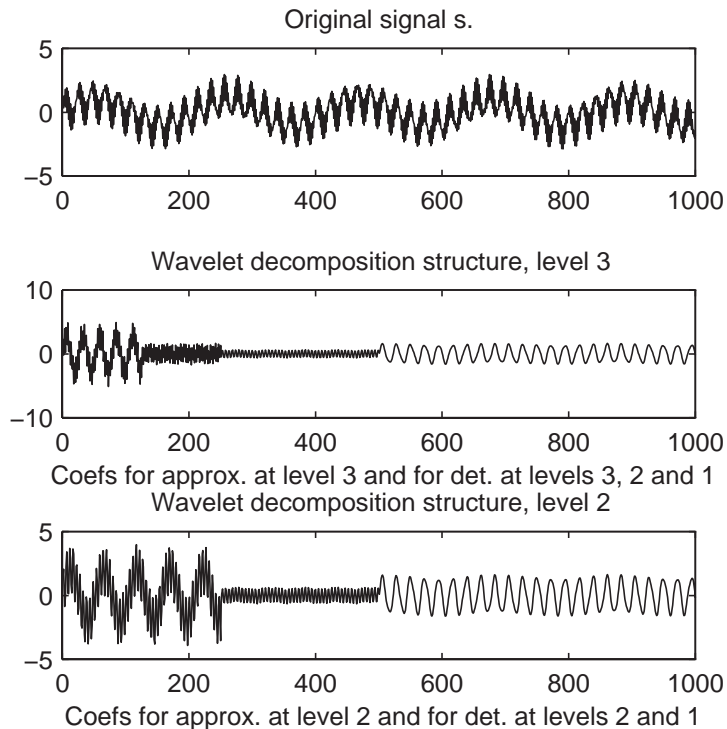 Original signal s.
5
0
−5
0 200 400 600 800 1000
Wavelet decomposition structure, level 3
10
0
−10
0 200 400 600 800 1000
Coefs for approx. at level 3 and for det. at levels 3, 2 and 1
Wavelet decomposition structure, level 2
5
0
−5
0 200 400 600 800 1000
Coefs for approx. at level 2 and for det. at levels 2 and 1